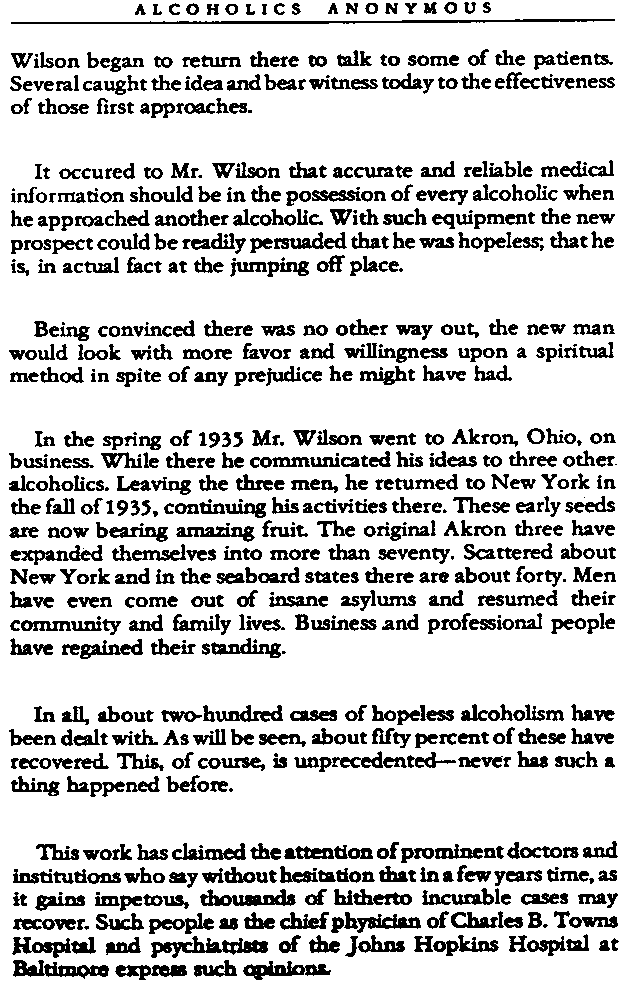 ALCOHOLICS ANONYMOUS
Wilson began to return there to talk to some of the patients.
Several caught the idea and bear witness today to the effectiveness
of those first approaches.
It occured to Mr. Wilson that accurate and reliable medical
information should be in the possession of every alcoholic when
he approached another alcoholic. With such equipment the new
prospect could be readily persuaded that he was hopeless; that he
is, in actual fact at the jumping off place.
Being convinced there was no other way out, the new man
would look with more favor and willingness upon a spiritual
method in spite of any prejudice he might have had.
In the spring of 1935 Mr. Wilson went to Akron, Ohio, on
business. While there he communicated his ideas to three other
alcoholics. Leaving the three men, he returned to New York in
the fall of 1935, continuing his activities there. These early seeds
are now bearing amazing fruit. The original Akron three have
expanded themselves into more than seventy. Scattered about
New York and in the seaboard states there are about forty. Men
have even come out of insane asylums and resumed their
community and family lives. Business and professional people
have regained their standing.
In all, about two-hundred cases of hopeless alcoholism have
been dealt with. As will be seen, about fifty percent of these have
recovered. This, of course, is unprecedented—never has such a
thing happened before.
This work has claimed the attention of prominent doctors and
institutions who say without hesitation that in a few years time, as
it gains impetous, thousands of hitherto incurable cases may
recover. Such people as the chief physician of Charles B. Towns
Hospital and psychiatrists of the Johns Hopkins Hospital at
Baltimore express such opinions.